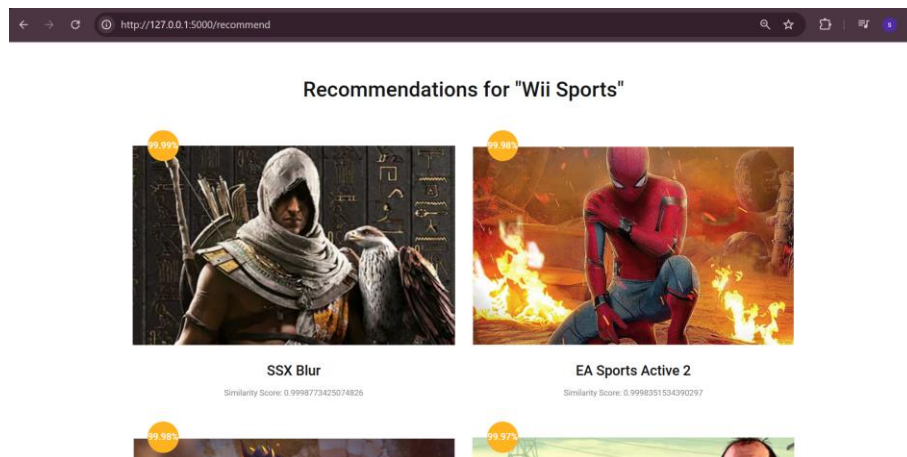 http://127.0.0.1:5000/recommend
s
Recommendations for "Wii Sports"
99.99%
99.98%
SSX Blur
EA Sports Active 2
Similarity Score: 0.9998773425074826
Similarity Score: 0.9998351534390297
99.98%
99.97%